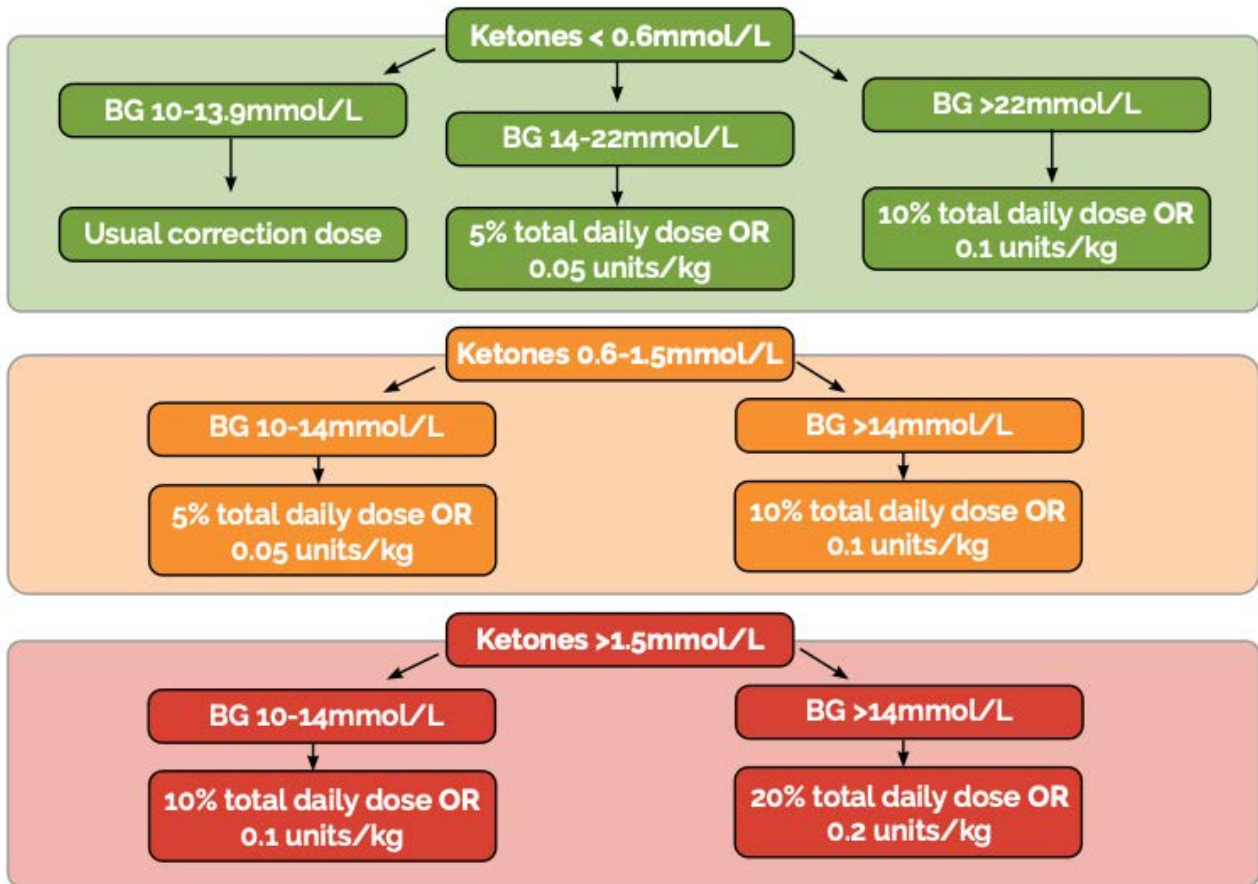 Ketones < 0.6mmol/L
BG 10-13.9mmol/L
Usual correction dose
BG 14-22mmol/L
5% total daily dose OR
0.05 units/kg
BG >22mmol/L
10% total daily dose OR
0.1 units/kg
Ketones 0.6-1.5mmol/L
BG 10-14mmol/L
5% total daily dose OR
0.05 units/kg
BG >14mmol/L
10% total daily dose OR
0.1 units/kg
Ketones >1.5mmol/L
BG 10-14mmol/L
10% total daily dose OR
0.1 units/kg
BG >14mmol/L
20% total daily dose OR
0.2 units/kg